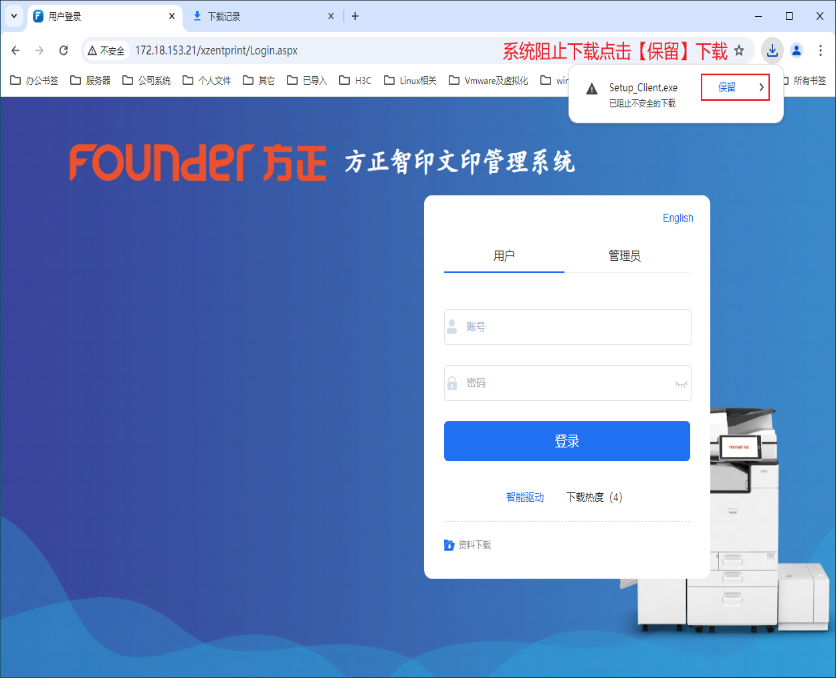 用户登录
下载记录
不安全
172.18.153.21/xzentprint/Login.aspx
系统阻止下载点击【保留】下载
办公书签
服务器
公司系统
个人文件
其它
已导入
H3C
Linux相关
Vmware及虚拟化
win
所有书签
Setup_Client.exe
已阻止不安全的下载
保留
FOUNDER 方正
方正智印文印管理系统
English
用户
管理员
账号
密码
登录
智能驱动
下载热度（4）
资料下载
FOUNDER 方正